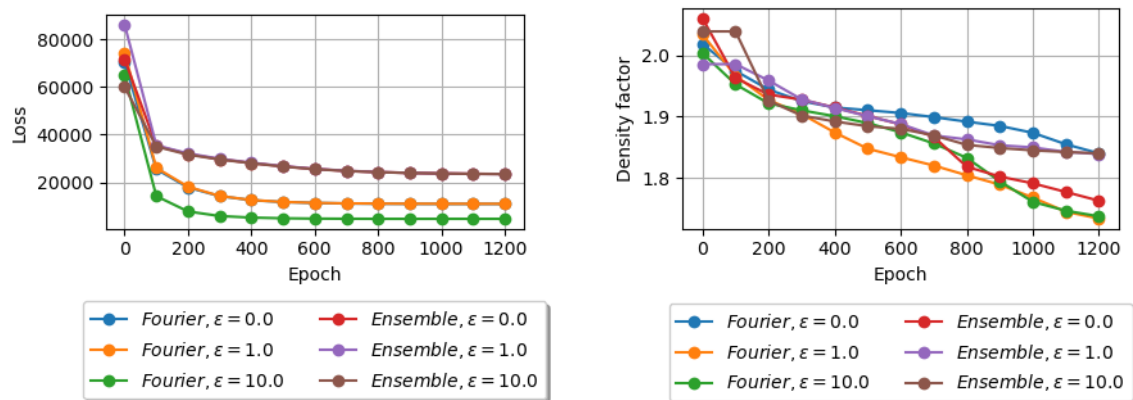 80000
60000
40000
20000
Loss
0 200 400 600 800 1000 1200
Epoch
Fourier, ε = 0.0
Fourier, ε = 1.0
Fourier, ε = 10.0
Ensemble, ε = 0.0
Ensemble, ε = 1.0
Ensemble, ε = 10.0
2.0
1.9
1.8
Density factor
0 200 400 600 800 1000 1200
Epoch
Fourier, ε = 0.0
Fourier, ε = 1.0
Fourier, ε = 10.0
Ensemble, ε = 0.0
Ensemble, ε = 1.0
Ensemble, ε = 10.0